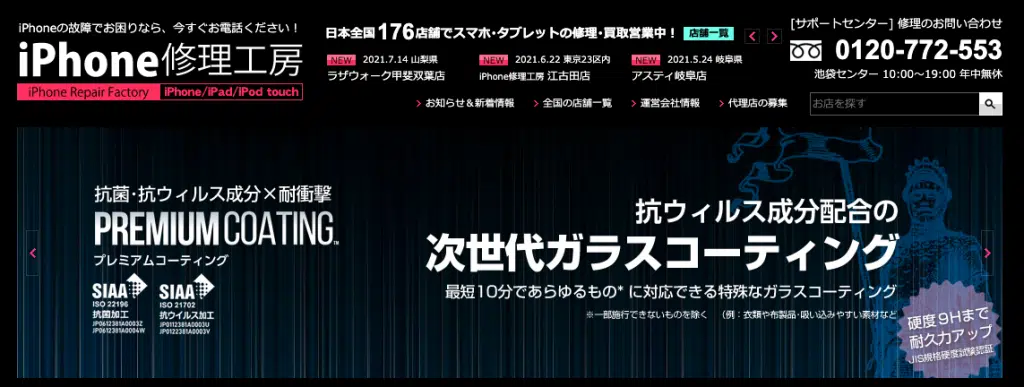 iPhoneの故障でお困りなら、今すぐお電話ください！
iPhone修理工房
iPhone Repair Factory
iPhone/iPad/iPod touch
日本全国176店舗でスマホ・タブレットの修理・買取営業中！
店舗一覧
NEW 2021.7.14 山梨県
ラザウォーク甲斐双葉店
NEW 2021.6.22 東京23区内
iPhone修理工房 江古田店
NEW 2021.5.24 岐阜県
アスティ岐阜店
[サポートセンター] 修理のお問い合わせ
0120-772-553
池袋センター 10:00〜19:00 年中無休
お知らせ＆新着情報
全国の店舗一覧
運営会社情報
代理店の募集
お店を探す
抗菌・抗ウィルス成分×耐衝撃
PREMIUM COATING™
プレミアムコーティング
SIAA
ISO 22196
抗菌加工
JP0612381A0003Z
JP0612381A0004W
SIAA
ISO 21702
抗ウイルス加工
JP0112381A0003U
JP0122381A0003V
抗ウィルス成分配合の
次世代ガラスコーティング
最短10分であらゆるもの* に対応できる特殊なガラスコーティング
※一部施行できないものを除く （例：衣類や布製品・吸い込みやすい素材など
硬度9Hまで
耐久力アップ
JIS規格硬度試験認証